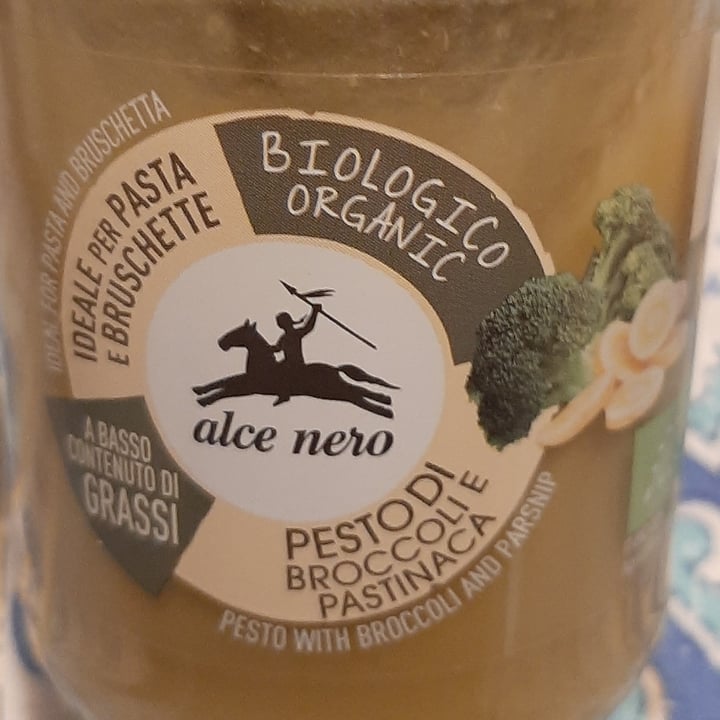 BIOLOGICO
ORGANIC
IDEAL FOR PASTA AND BRUSCHETTA
IDEALE PER PASTA
E BRUSCHETTE
alce nero
A BASSO
CONTENUTO DI
GRASSI
PESTO DI
BROCCOLI E
PASTINACA
PESTO WITH BROCCOLI AND PARSNIP